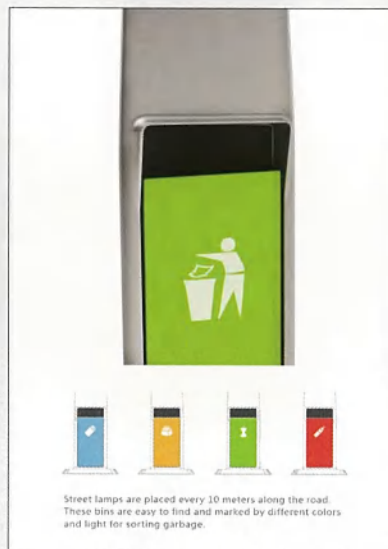 Street lamps are placed every 10 meters along the road.
These bins are easy to find and marked by different colors
and light for sorting garbage.